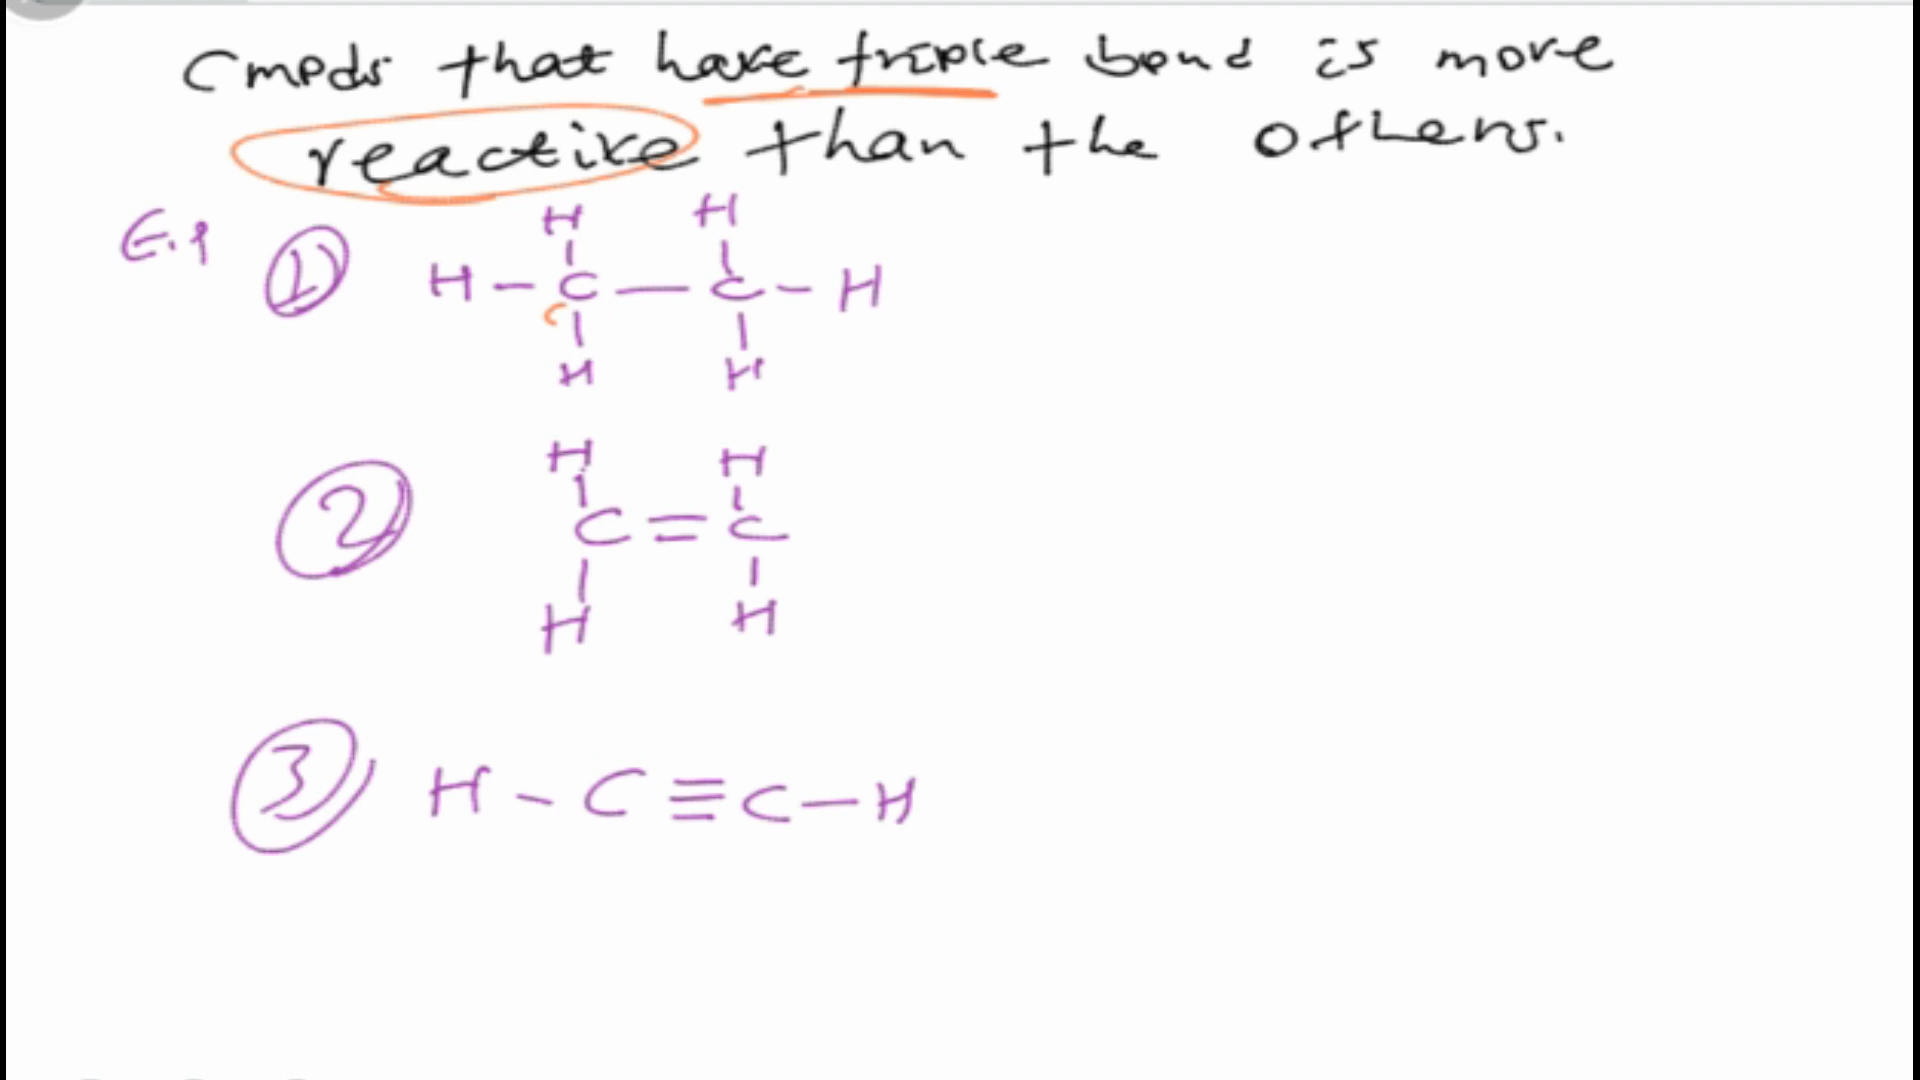 Cmpds that have triple bond is more
reactive than the others.
E.g ① H H
H - C — C - H
H H
② H H
C = C
H H
③ H - C ≡ C - H